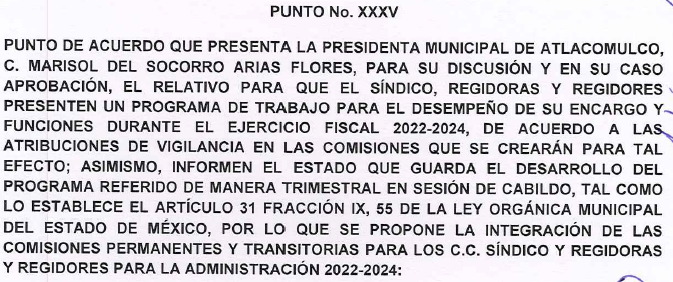 PUNTO No. XXXV
PUNTO DE ACUERDO QUE PRESENTA LA PRESIDENTA MUNICIPAL DE ATLACOMULCO,
C. MARISOL DEL SOCORRO ARIAS FLORES, PARA SU DISCUSIÓN Y EN SU CASO
APROBACIÓN, EL RELATIVO PARA QUE EL SÍNDICO, REGIDORAS Y REGIDORES
PRESENTEN UN PROGRAMA DE TRABAJO PARA EL DESEMPEÑO DE SU ENCARGO Y
FUNCIONES DURANTE EL EJERCICIO FISCAL 2022-2024, DE ACUERDO A LAS
ATRIBUCIONES DE VIGILANCIA EN LAS COMISIONES QUE SE CREARÁN PARA TAL
EFECTO; ASIMISMO, INFORMEN EL ESTADO QUE GUARDA EL DESARROLLO DEL
PROGRAMA REFERIDO DE MANERA TRIMESTRAL EN SESIÓN DE CABILDO, TAL COMO
LO ESTABLECE EL ARTÍCULO 31 FRACCIÓN IX, 55 DE LA LEY ORGÁNICA MUNICIPAL
DEL ESTADO DE MÉXICO, POR LO QUE SE PROPONE LA INTEGRACIÓN DE LAS
COMISIONES PERMANENTES Y TRANSITORIAS PARA LOS C.C. SÍNDICO Y REGIDORAS
Y REGIDORES PARA LA ADMINISTRACIÓN 2022-2024: